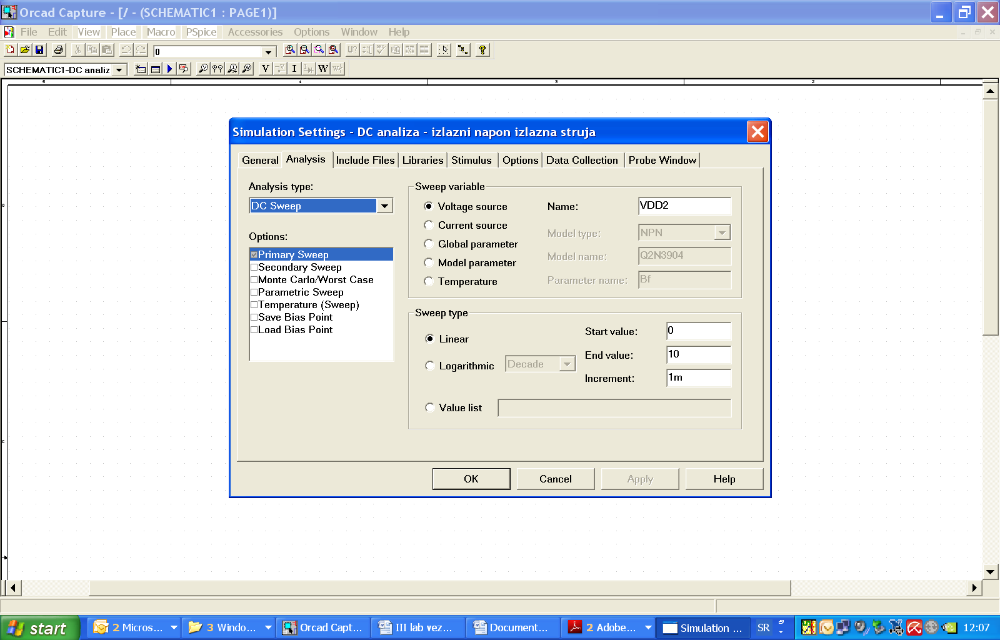 Orcad Capture - [/ - (SCHEMATIC1 : PAGE1)]
File Edit View Place Macro PSpice Accessories Options Window Help
0
U?
SCHEMATIC1-DC analiz
V I W
5 4 3 2
Simulation Settings - DC analiza - izlazni napon izlazna struja
General Analysis Include Files Libraries Stimulus Options Data Collection Probe Window
Analysis type:
DC Sweep
Options:
Primary Sweep
Secondary Sweep
Monte Carlo/Worst Case
Parametric Sweep
Temperature (Sweep)
Save Bias Point
Load Bias Point
Sweep variable
Voltage source
Current source
Global parameter
Model parameter
Temperature
Name: VDD2
Model type: NPN
Model name: Q2N3904
Parameter name: Bf
Sweep type
Linear
Logarithmic Decade
Value list
Start value: 0
End value: 10
Increment: 1m
OK Cancel Apply Help
D
C
start 2 Micros... 3 Windo... Orcad Capt... III lab vez... Document... 2 Adobe... Simulation ... SR 12:07